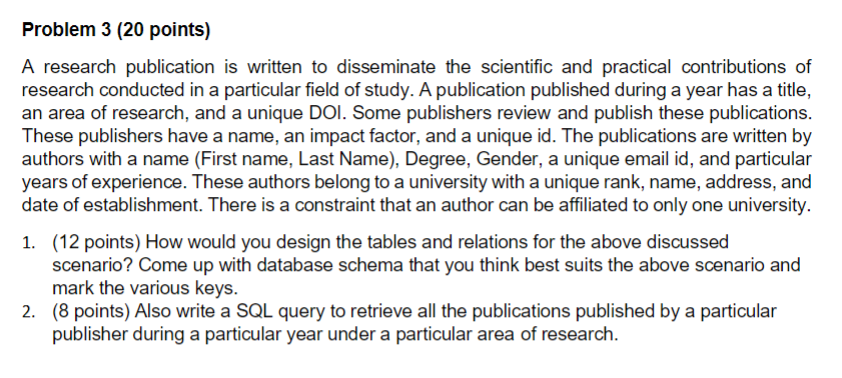 Problem 3 (20 points)
A research publication is written to disseminate the scientific and practical contributions of
research conducted in a particular field of study. A publication published during a year has a title,
an area of research, and a unique DOI. Some publishers review and publish these publications.
These publishers have a name, an impact factor, and a unique id. The publications are written by
authors with a name (First name, Last Name), Degree, Gender, a unique email id, and particular
years of experience. These authors belong to a university with a unique rank, name, address, and
date of establishment. There is a constraint that an author can be affiliated to only one university.
1. (12 points) How would you design the tables and relations for the above discussed
scenario? Come up with database schema that you think best suits the above scenario and
mark the various keys.
2. (8 points) Also write a SQL query to retrieve all the publications published by a particular
publisher during a particular year under a particular area of research.